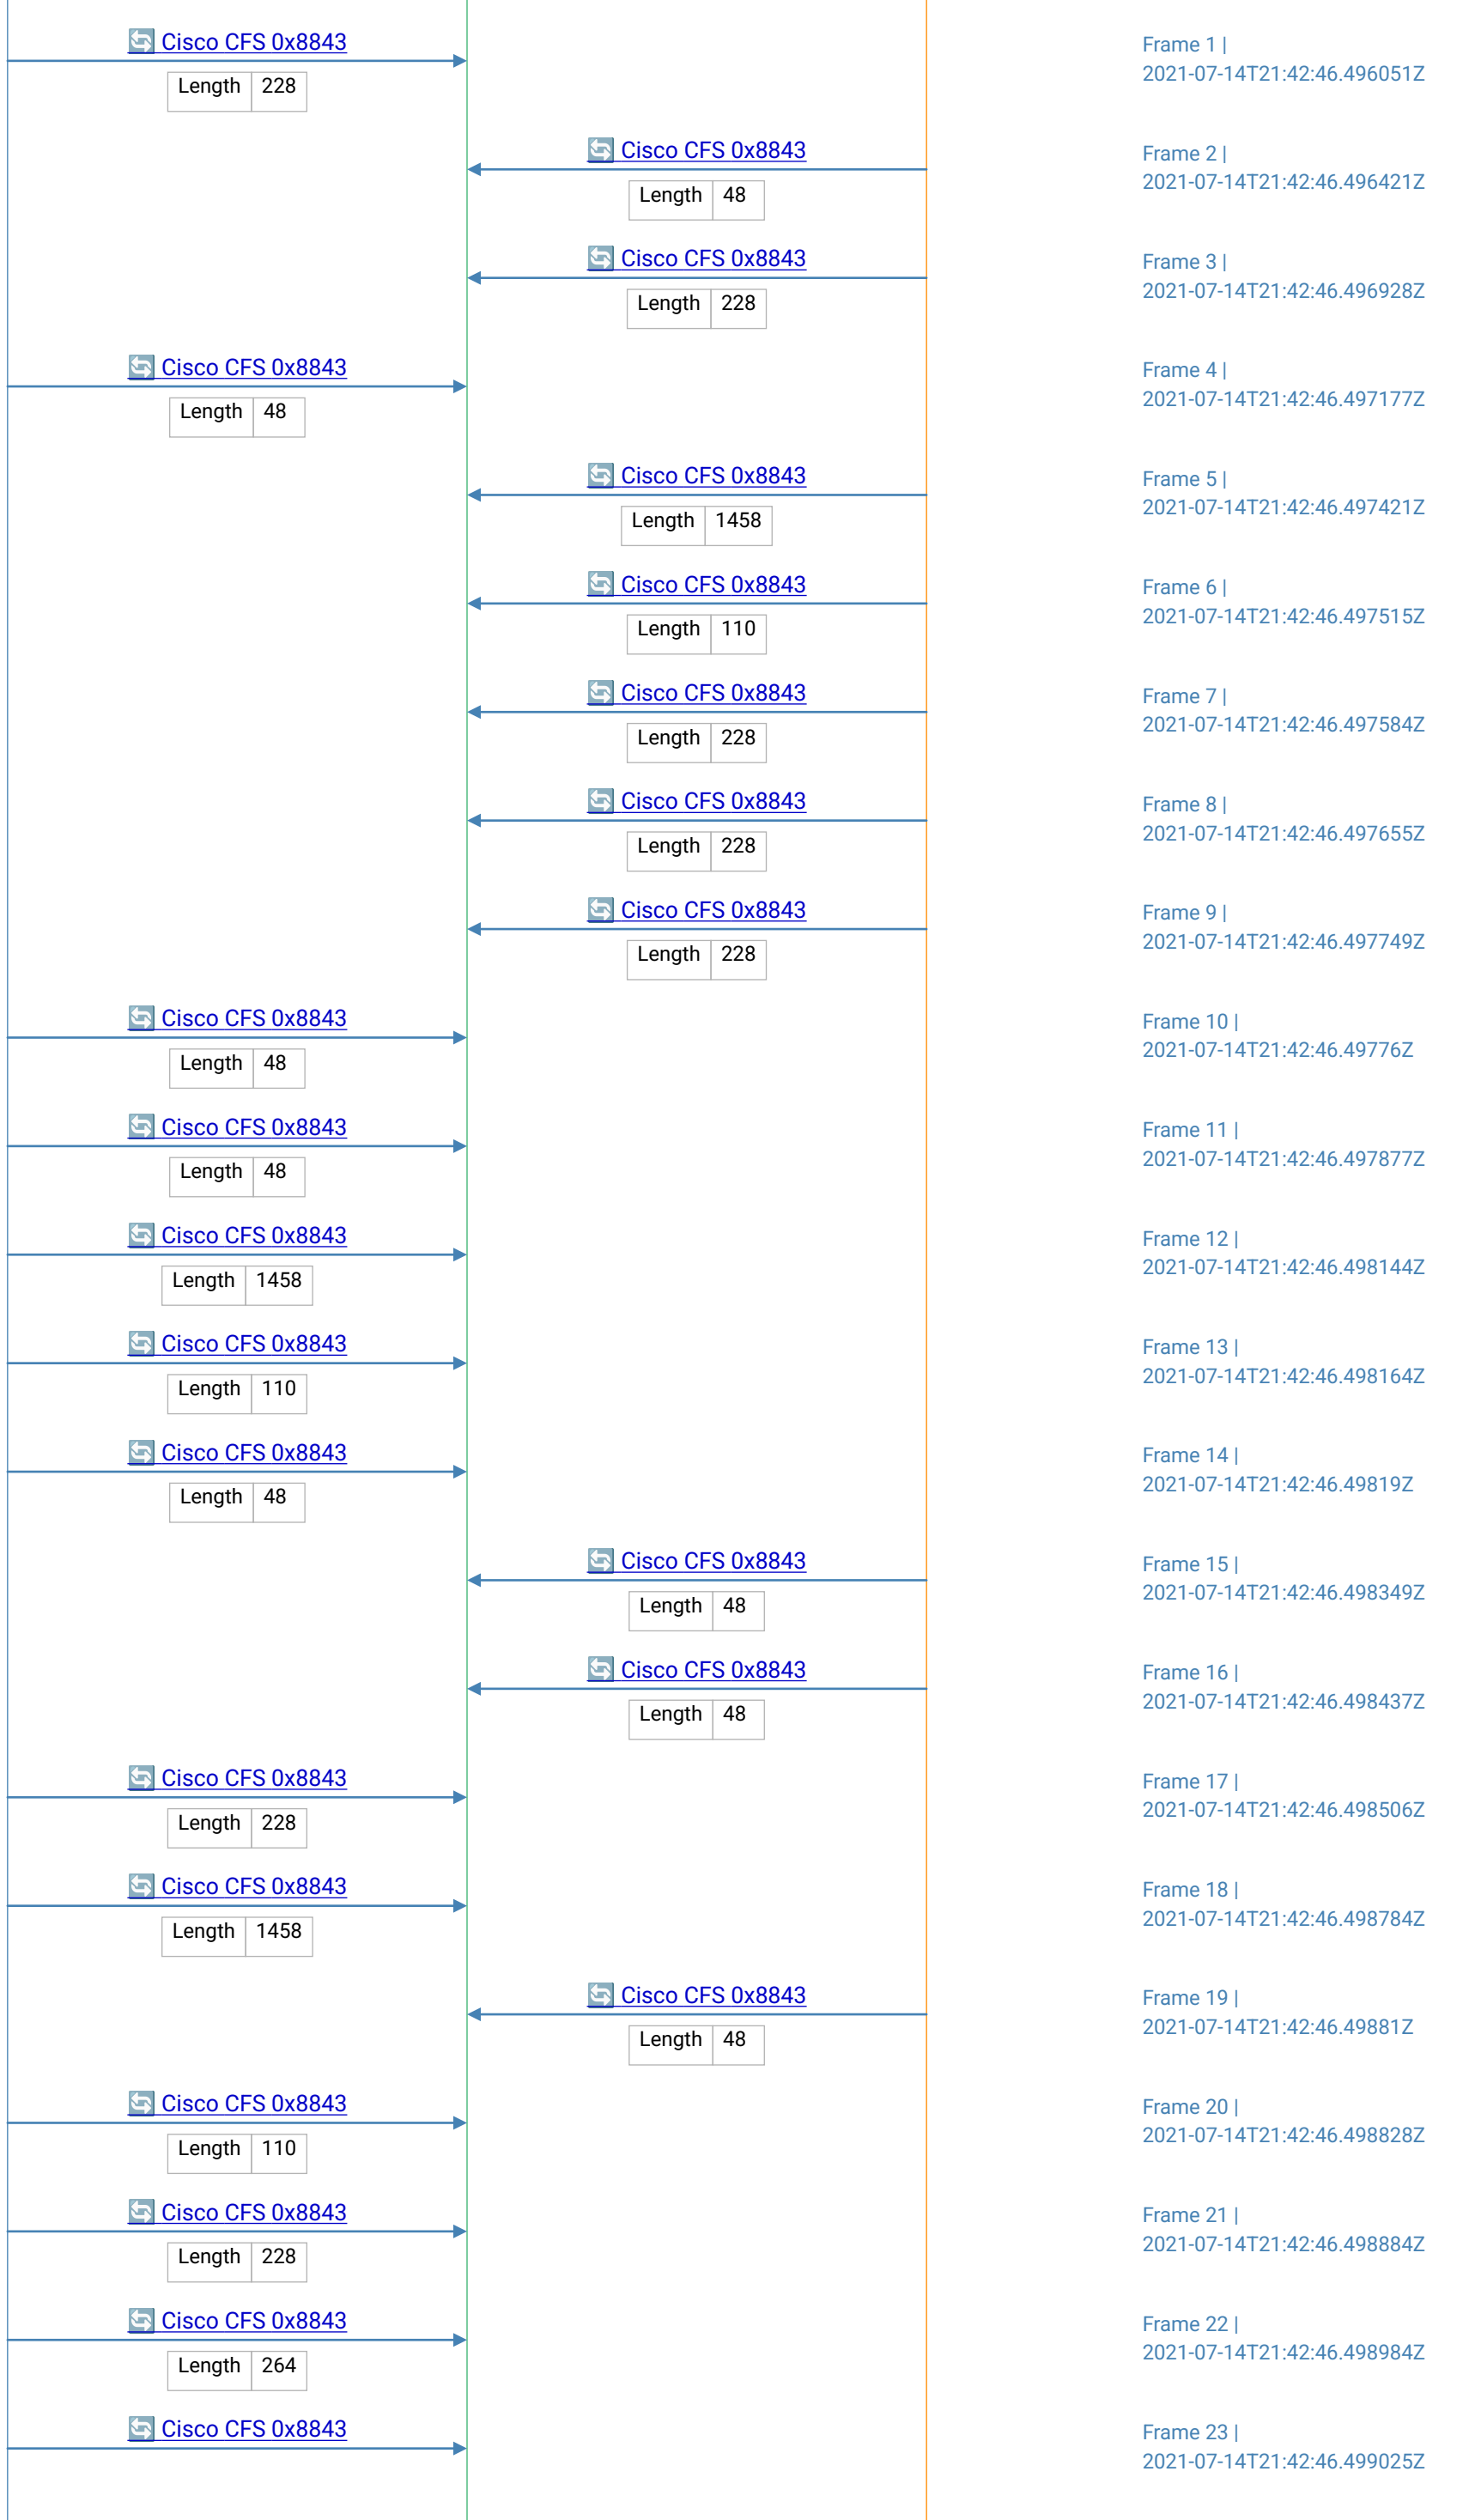 Cisco CFS 0x8843
Frame 1 |
2021-07-14T21:42:46.496051Z
Length 228
Cisco CFS 0x8843
Frame 2 |
2021-07-14T21:42:46.496421Z
Length 48
Cisco CFS 0x8843
Frame 3 |
2021-07-14T21:42:46.496928Z
Length 228
Cisco CFS 0x8843
Frame 4 |
2021-07-14T21:42:46.497177Z
Length 48
Cisco CFS 0x8843
Frame 5 |
2021-07-14T21:42:46.497421Z
Length 1458
Cisco CFS 0x8843
Frame 6 |
2021-07-14T21:42:46.497515Z
Length 110
Cisco CFS 0x8843
Frame 7 |
2021-07-14T21:42:46.497584Z
Length 228
Cisco CFS 0x8843
Frame 8 |
2021-07-14T21:42:46.497655Z
Length 228
Cisco CFS 0x8843
Frame 9 |
2021-07-14T21:42:46.497749Z
Length 228
Cisco CFS 0x8843
Frame 10 |
2021-07-14T21:42:46.49776Z
Length 48
Cisco CFS 0x8843
Frame 11 |
2021-07-14T21:42:46.497877Z
Length 48
Cisco CFS 0x8843
Frame 12 |
2021-07-14T21:42:46.498144Z
Length 1458
Cisco CFS 0x8843
Frame 13 |
2021-07-14T21:42:46.498164Z
Length 110
Cisco CFS 0x8843
Frame 14 |
2021-07-14T21:42:46.49819Z
Length 48
Cisco CFS 0x8843
Frame 15 |
2021-07-14T21:42:46.498349Z
Length 48
Cisco CFS 0x8843
Frame 16 |
2021-07-14T21:42:46.498437Z
Length 48
Cisco CFS 0x8843
Frame 17 |
2021-07-14T21:42:46.498506Z
Length 228
Cisco CFS 0x8843
Frame 18 |
2021-07-14T21:42:46.498784Z
Length 1458
Cisco CFS 0x8843
Frame 19 |
2021-07-14T21:42:46.49881Z
Length 48
Cisco CFS 0x8843
Frame 20 |
2021-07-14T21:42:46.498828Z
Length 110
Cisco CFS 0x8843
Frame 21 |
2021-07-14T21:42:46.498884Z
Length 228
Cisco CFS 0x8843
Frame 22 |
2021-07-14T21:42:46.498984Z
Length 264
Cisco CFS 0x8843
Frame 23 |
2021-07-14T21:42:46.499025Z